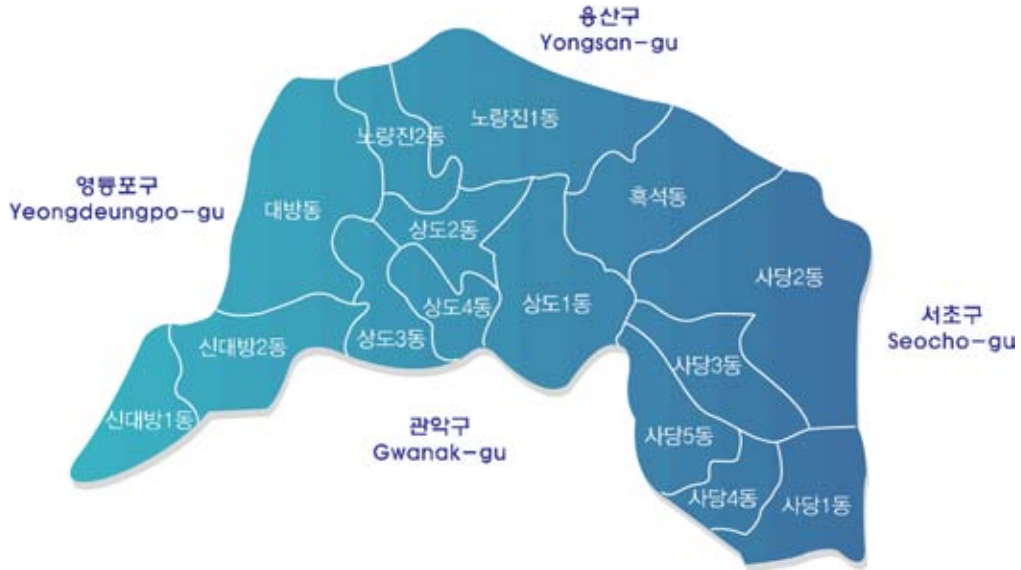 용산구
Yongsan-gu
노량진1동
노량진2동
영등포구
Yeongdeungpo-gu
대방동
흑석동
상도2동
사당2동
상도4동
상도1동
상도3동
신대방2동
서초구
Seocho-gu
사당3동
신대방1동
관악구
Gwanak-gu
사당5동
사당4동
사당1동